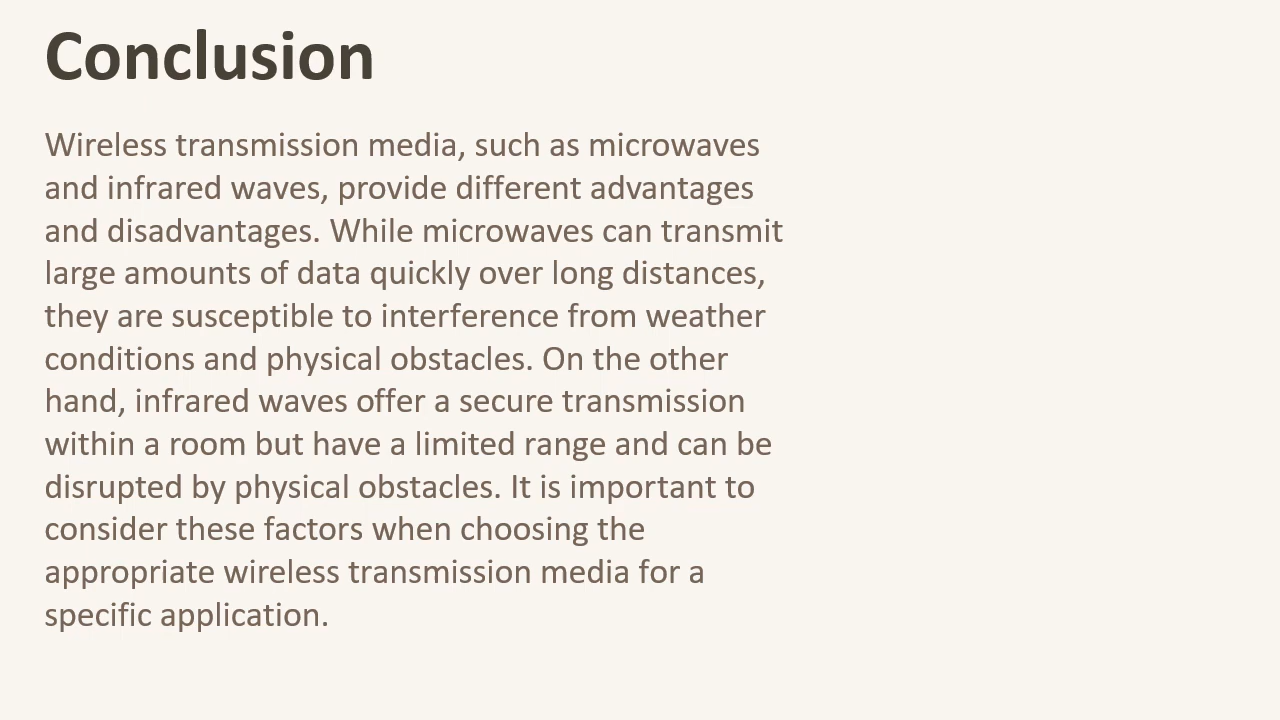 Conclusion
Wireless transmission media, such as microwaves
and infrared waves, provide different advantages
and disadvantages. While microwaves can transmit
large amounts of data quickly over long distances,
they are susceptible to interference from weather
conditions and physical obstacles. On the other
hand, infrared waves offer a secure transmission
within a room but have a limited range and can be
disrupted by physical obstacles. It is important to
consider these factors when choosing the
appropriate wireless transmission media for a
specific application.